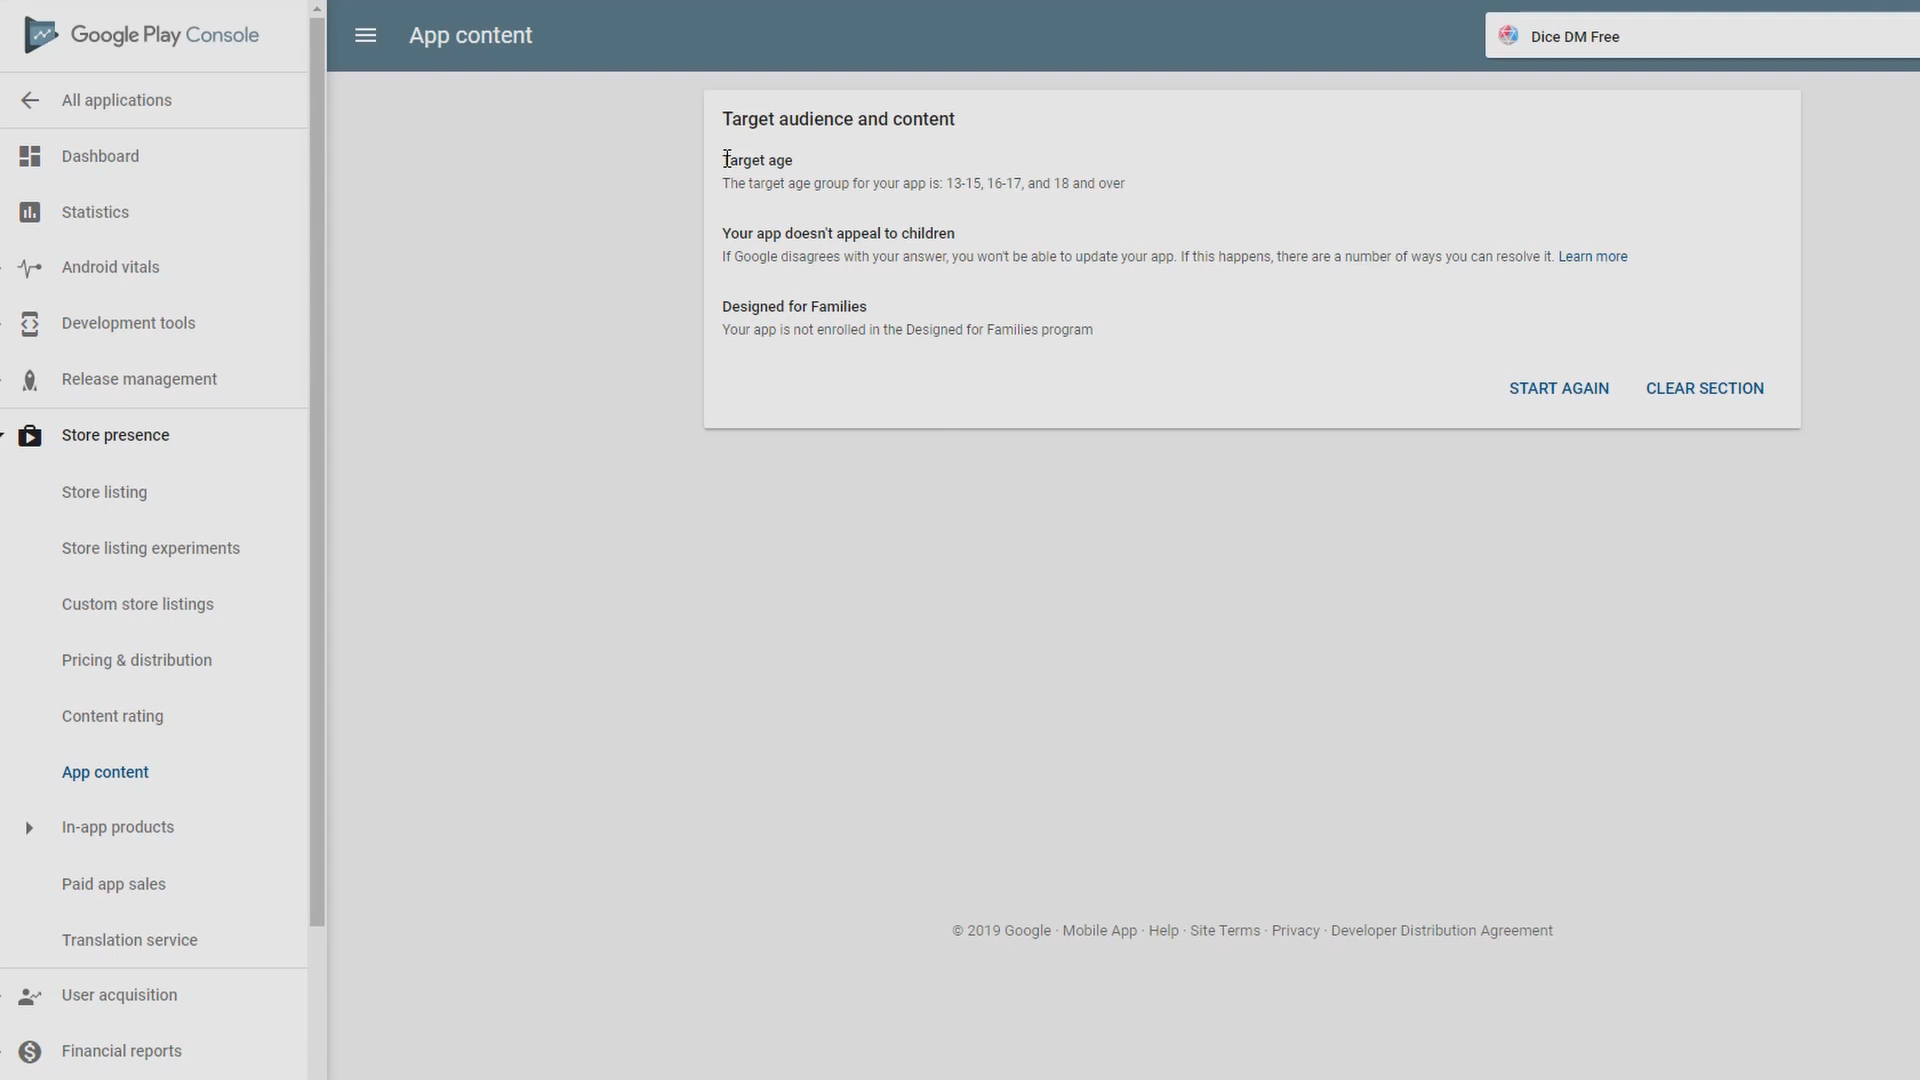 Google Play Console
All applications
Dashboard
Statistics
Android vitals
Development tools
Release management
Store presence
Store listing
Store listing experiments
Custom store listings
Pricing & distribution
Content rating
App content
In-app products
Paid app sales
Translation service
User acquisition
Financial reports
App content
Dice DM Free
Target audience and content
Target age
The target age group for your app is: 13-15, 16-17, and 18 and over
Your app doesn't appeal to children
If Google disagrees with your answer, you won't be able to update your app. If this happens, there are a number of ways you can resolve it. Learn more
Designed for Families
Your app is not enrolled in the Designed for Families program
START AGAIN CLEAR SECTION
© 2019 Google · Mobile App · Help · Site Terms · Privacy · Developer Distribution Agreement